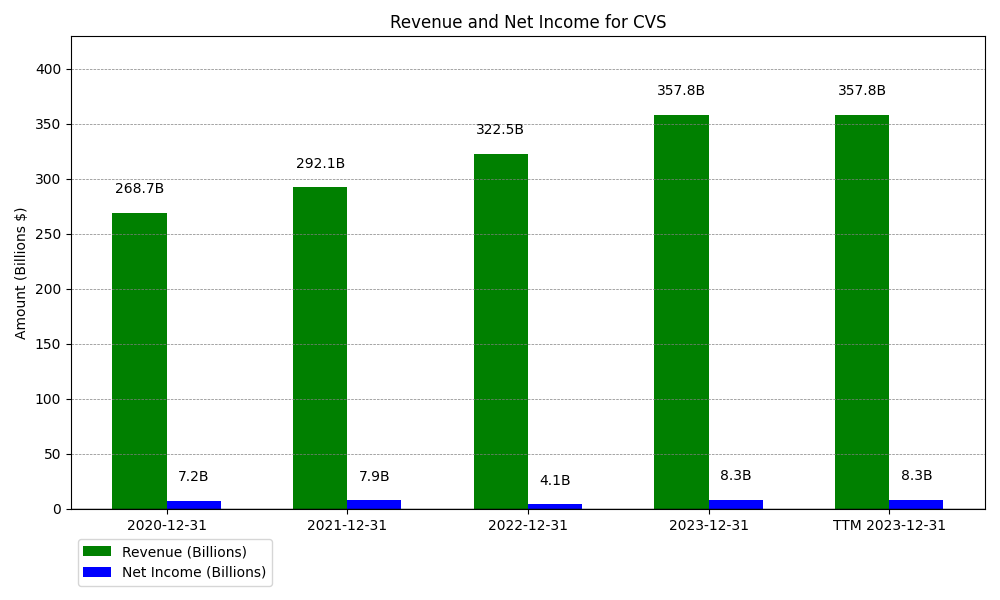 Revenue and Net Income for CVS
Amount (Billions $)
400
350
300
250
200
150
100
50
0
268.7B
7.2B
292.1B
7.9B
322.5B
4.1B
357.8B
8.3B
357.8B
8.3B
2020-12-31
2021-12-31
2022-12-31
2023-12-31
TTM 2023-12-31
Revenue (Billions)
Net Income (Billions)